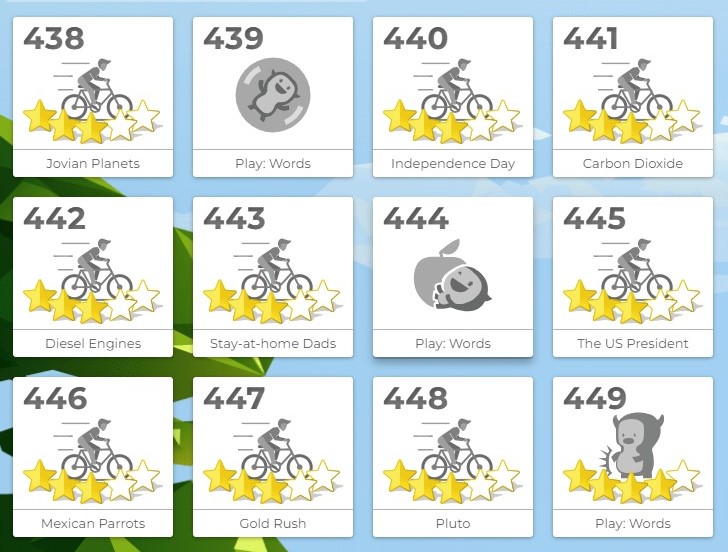 438
Jovian Planets
439
Play: Words
440
Independence Day
441
Carbon Dioxide
442
Diesel Engines
443
Stay-at-home Dads
444
Play: Words
445
The US President
446
Mexican Parrots
447
Gold Rush
448
Pluto
449
Play: Words